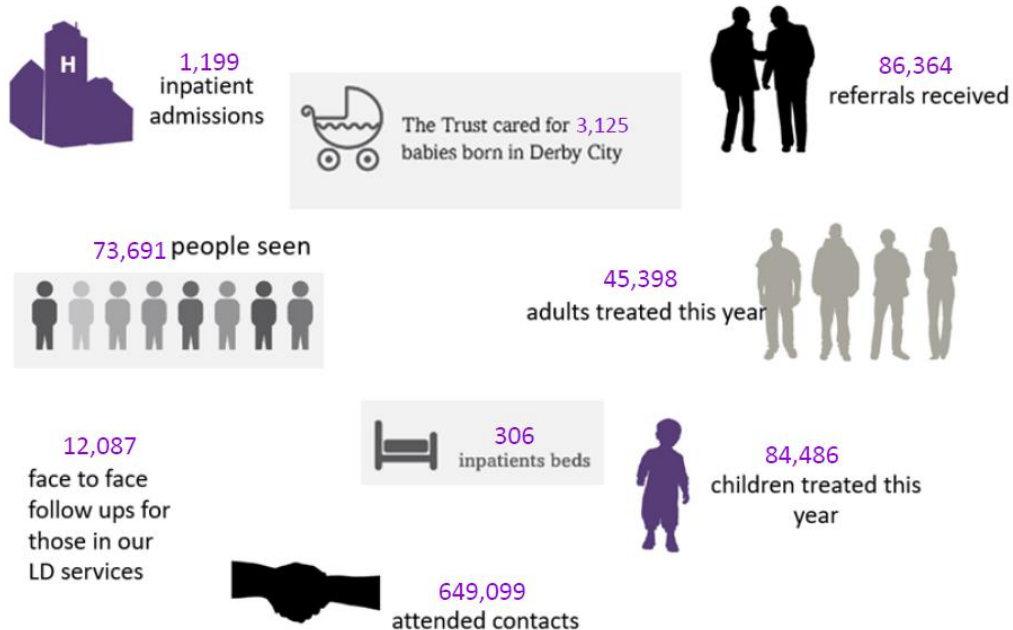 H
1,199
inpatient
admissions
The Trust cared for 3,125
babies born in Derby City
86,364
referrals received
73,691 people seen
45,398
adults treated this year
12,087
face to face
follow ups for
those in our
LD services
306
inpatients beds
84,486
children treated this
year
649,099
attended contacts